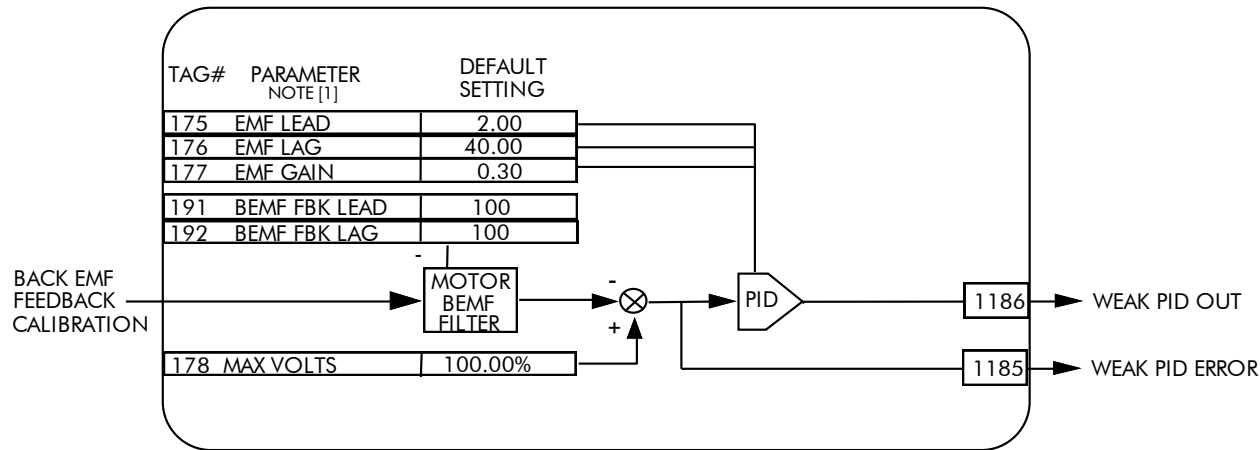 TAG# PARAMETER DEFAULT
NOTE [1] SETTING
175 EMF LEAD 2.00
176 EMF LAG 40.00
177 EMF GAIN 0.30
191 BEMF FBK LEAD 100
192 BEMF FBK LAG 100
-
BACK EMF
FEEDBACK
CALIBRATION
MOTOR
BEMF
FILTER
-
+
PID
1186 WEAK PID OUT
178 MAX VOLTS 100.00%
1185 WEAK PID ERROR